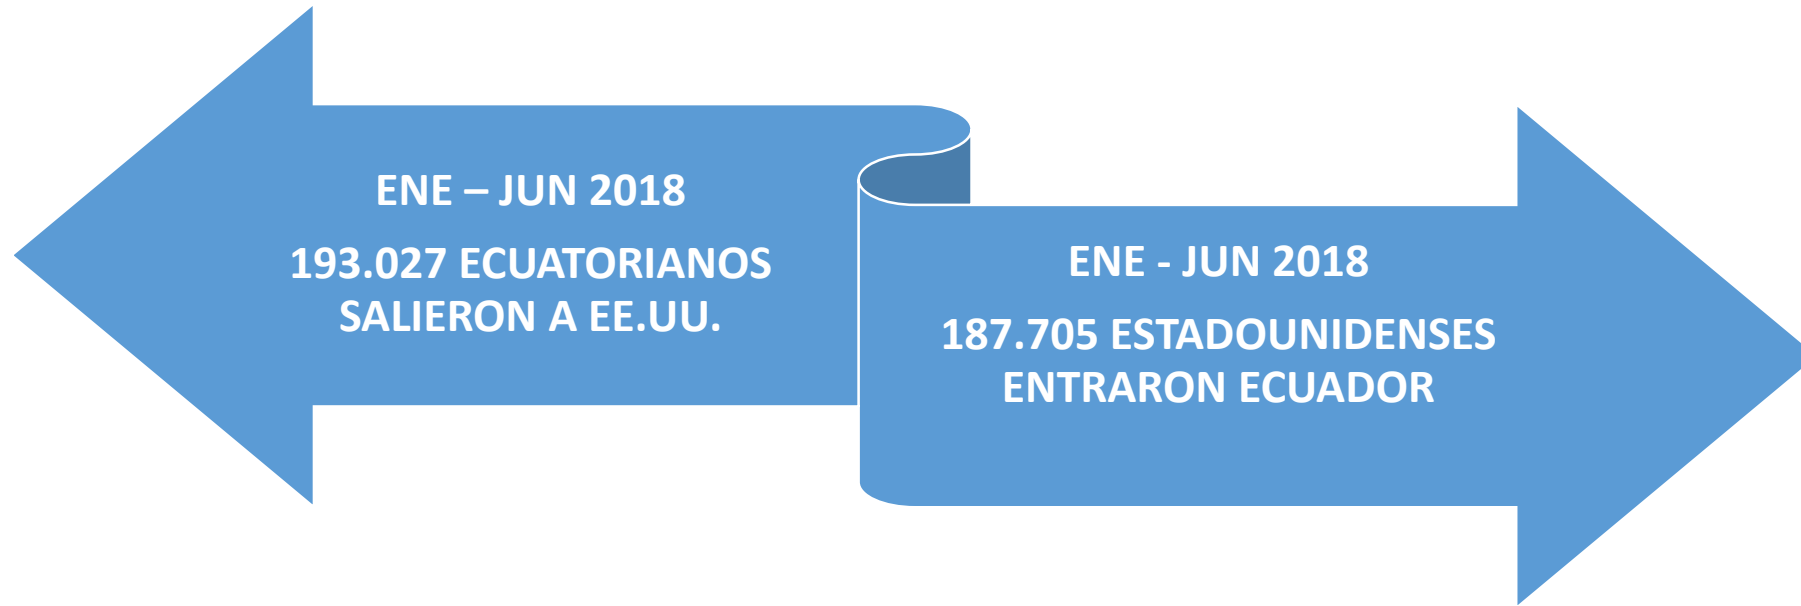 ENE – JUN 2018
193.027 ECUATORIANOS
SALIERON A EE.UU.
ENE - JUN 2018
187.705 ESTADOUNIDENSES
ENTRARON ECUADOR